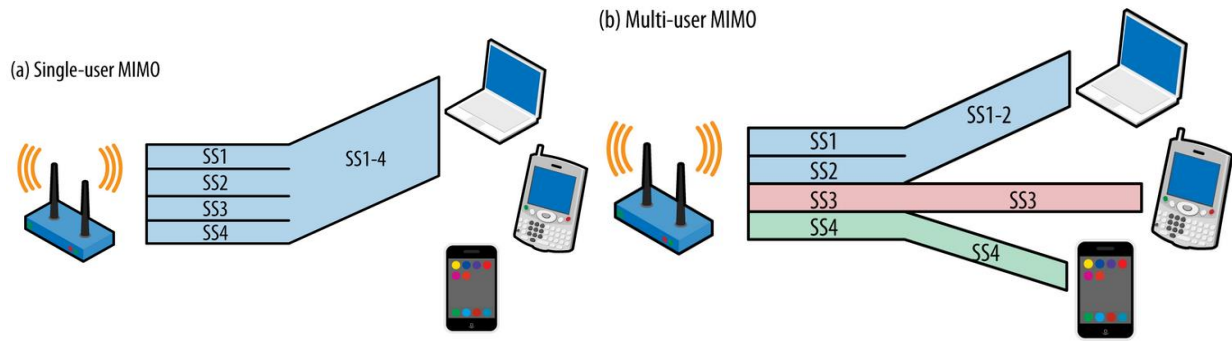 (a) Single-user MIMO
SS1
SS2
SS3
SS4
SS1-4
(b) Multi-user MIMO
SS1
SS2
SS1-2
SS3
SS3
SS4
SS4